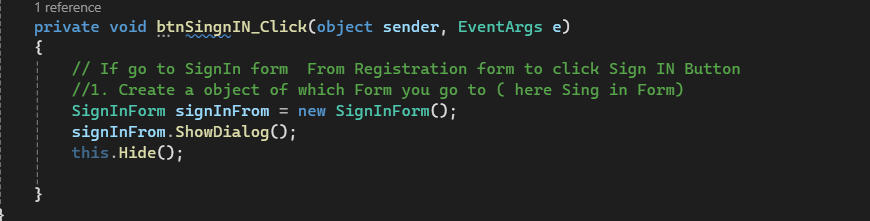 1 reference
private void btnSingnIN_Click(object sender, EventArgs e)
{
// If go to SignIn form  From Registration form to click Sign IN Button
//1. Create a object of which Form you go to ( here Sing in Form)
SignInForm signInFrom = new SignInForm();
signInFrom.ShowDialog();
this.Hide();
}
}